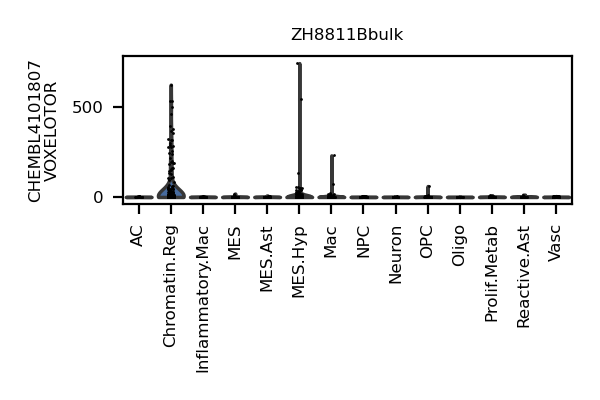 ZH8811Bbulk
CHEMBL4101807
VOXELOTOR
500
0
AC
Chromatin.Reg
Inflammatory.Mac
MES
MES.Ast
MES.Hyp
Mac
NPC
Neuron
OPC
Oligo
Prolif.Metab
Reactive.Ast
Vasc